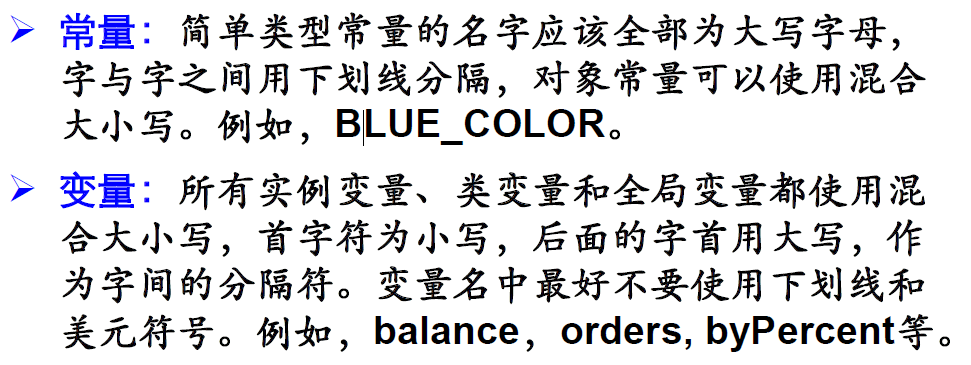 ➢ 常量：简单类型常量的名字应该全部为大写字母，
字与字之间用下划线分隔，对象常量可以使用混合
大小写。例如，BLUE_COLOR。
➢ 变量：所有实例变量、类变量和全局变量都使用混
合大小写，首字符为小写，后面的字首用大写，作
为字间的分隔符。变量名中最好不要使用下划线和
美元符号。例如，balance，orders, byPercent等。